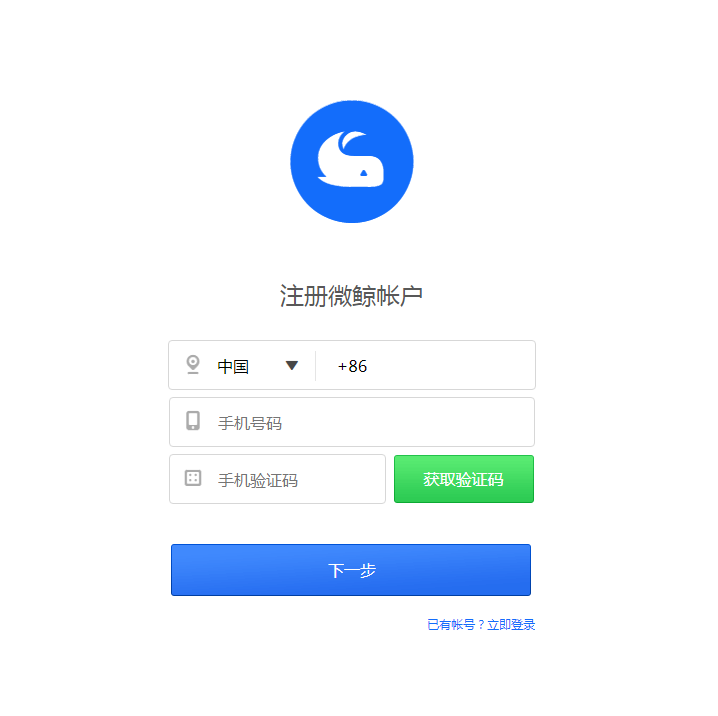 注册微鲸帐户
中国 +86
手机号码
手机验证码 获取验证码
下一步
已有帐号？立即登录